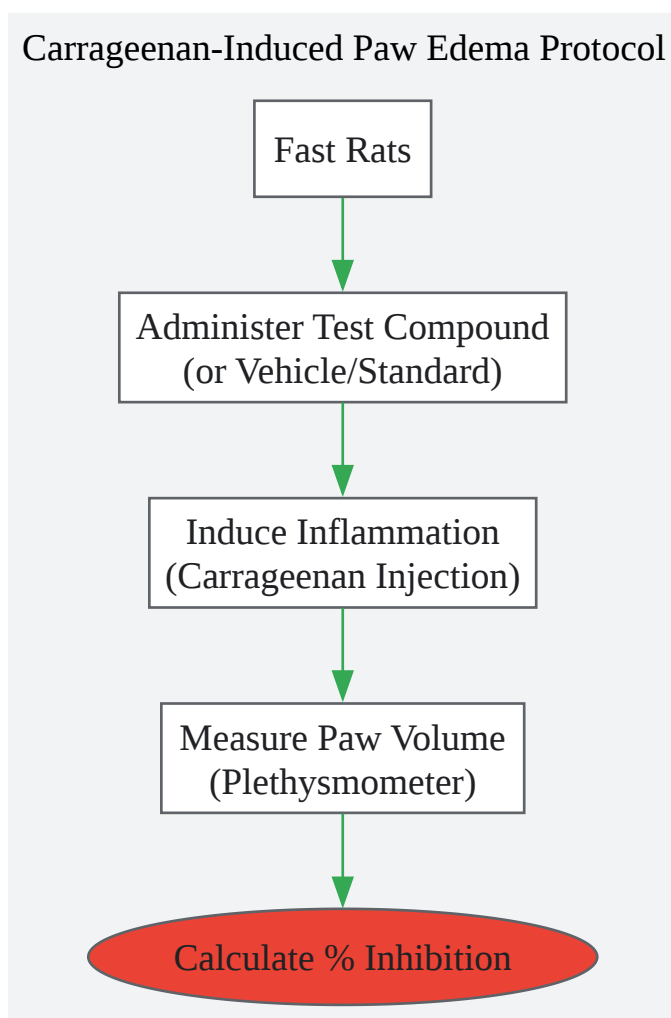 Carrageenan-Induced Paw Edema Protocol
Fast Rats
Administer Test Compound
(or Vehicle/Standard)
Induce Inflammation
(Carrageenan Injection)
Measure Paw Volume
(Plethysmometer)
Calculate % Inhibition